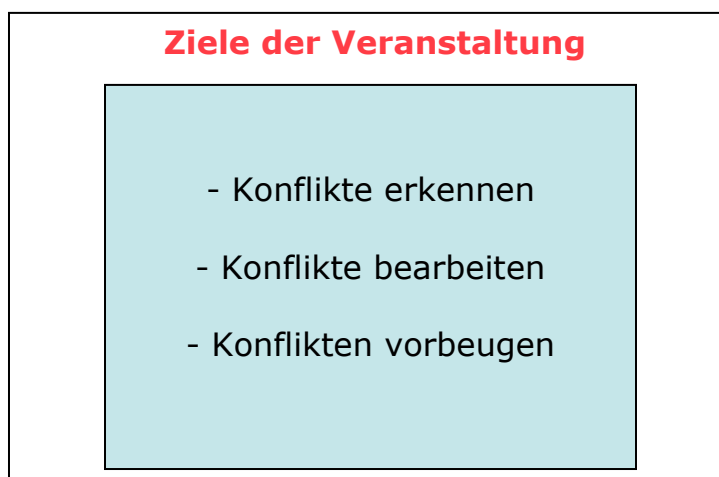 Ziele der Veranstaltung
- Konflikte erkennen
- Konflikte bearbeiten
- Konflikten vorbeugen